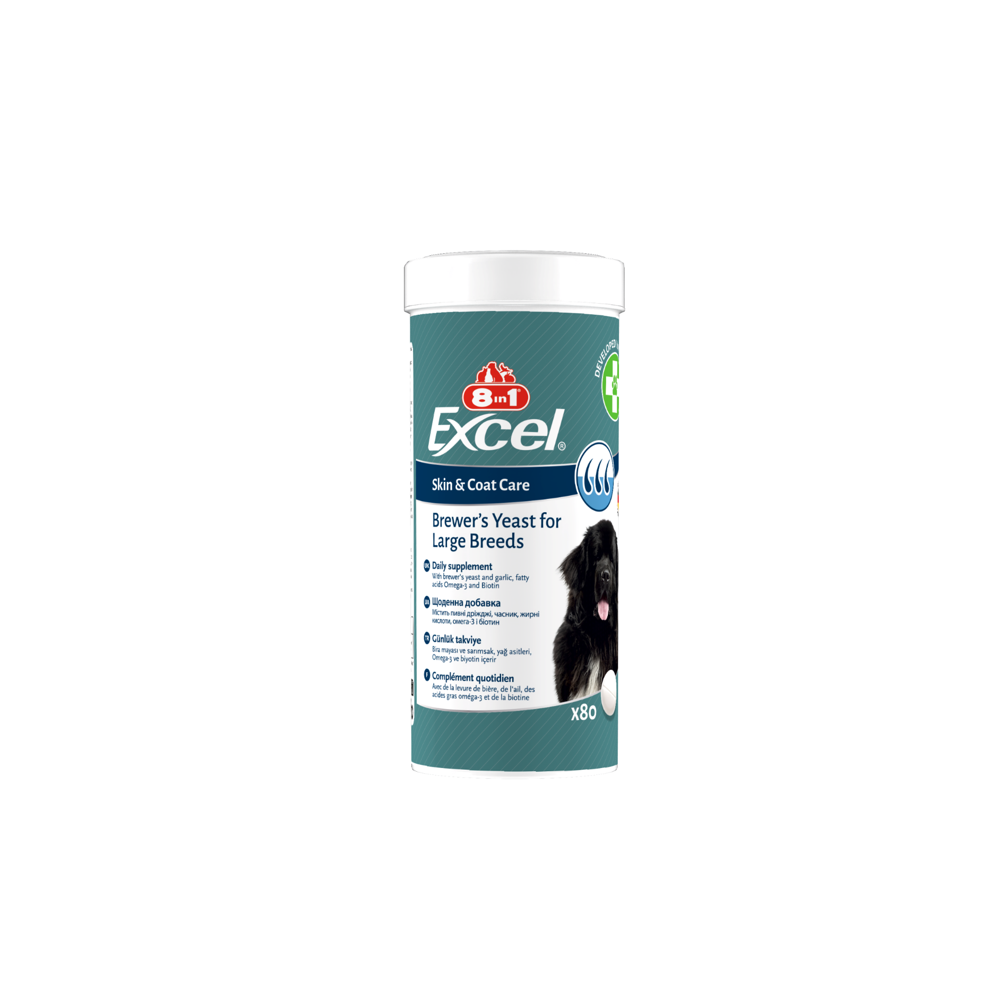 DEVELOPED
8in1®
Excel®
Skin & Coat Care
Brewer's Yeast for
Large Breeds
UK Daily supplement
With brewer's yeast and garlic, fatty
acids Omega-3 and Biotin
UA Щоденна добавка
Містить пивні дріжджі, часник, жирні
кислоти, омега-3 і біотин
TR Günlük takviye
Bira mayası ve sarımsak, yağ asitleri,
Omega-3 ve biyotin içerir
F Complément quotidien
Avec de la levure de bière, de l'ail, des
acides gras oméga-3 et de la biotine
x80